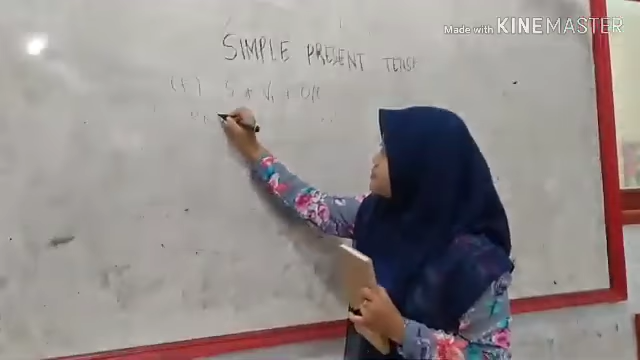 Made with KINEMASTER
SIMPLE PRESENT TENSE
(+) S + V1 + O/C